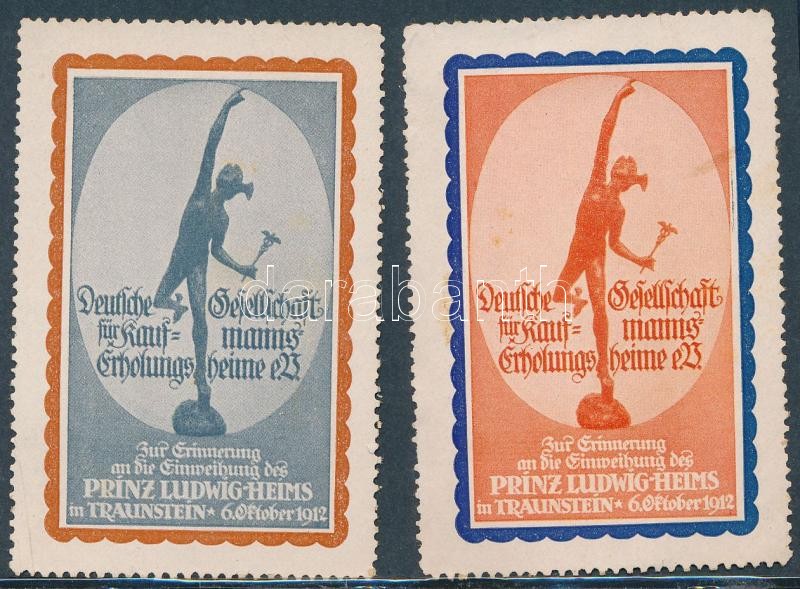 Deutsche Gesellschaft
für Kauf= manns=
Erholungs heime e.V.
Zur Erinnerung
an die Einweihung des
PRINZ LUDWIG-HEIMS
in TRAUNSTEIN * 6. Oktober 1912
Deutsche Gesellschaft
für Kauf= manns=
Erholungs heime e.V.
Zur Erinnerung
an die Einweihung des
PRINZ LUDWIG-HEIMS
in TRAUNSTEIN * 6. Oktober 1912
darabanth